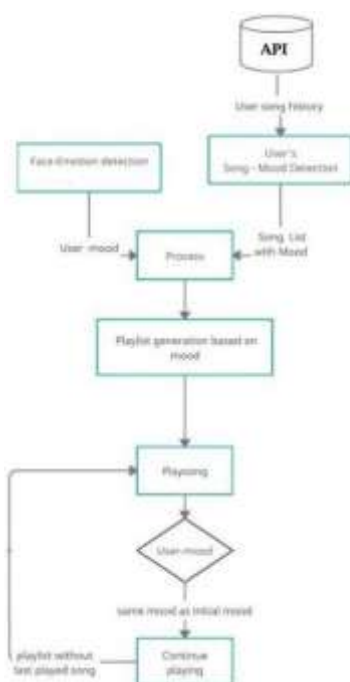 API
User song history
Face-Emotion detection
User's
Song - Mood Detection
User mood
Song List
with Mood
Process
Playlist generation based on
mood
Playsong
User-mood
same mood as initial mood
playlist without
last played song
Continue
playing